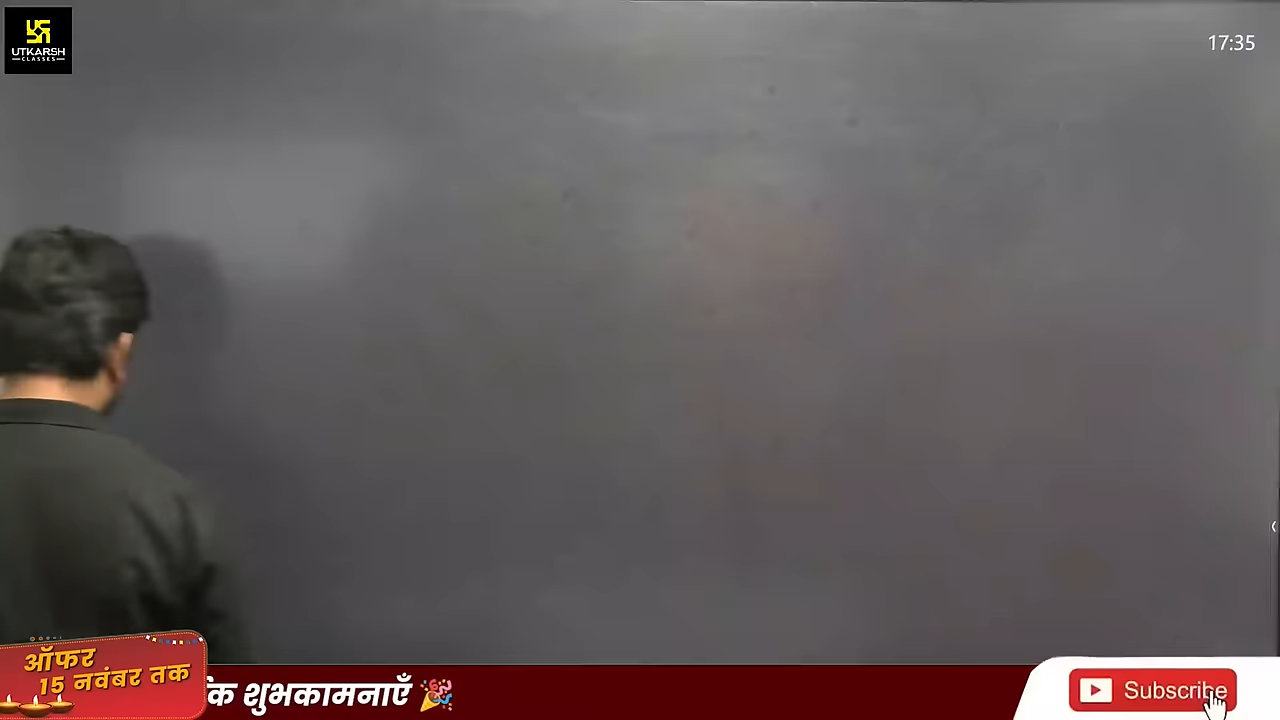 UTKARSH
CLASSES
17:35
ऑफर
15 नवंबर तक
शुभकामनाएँ 🎉
Subscribe